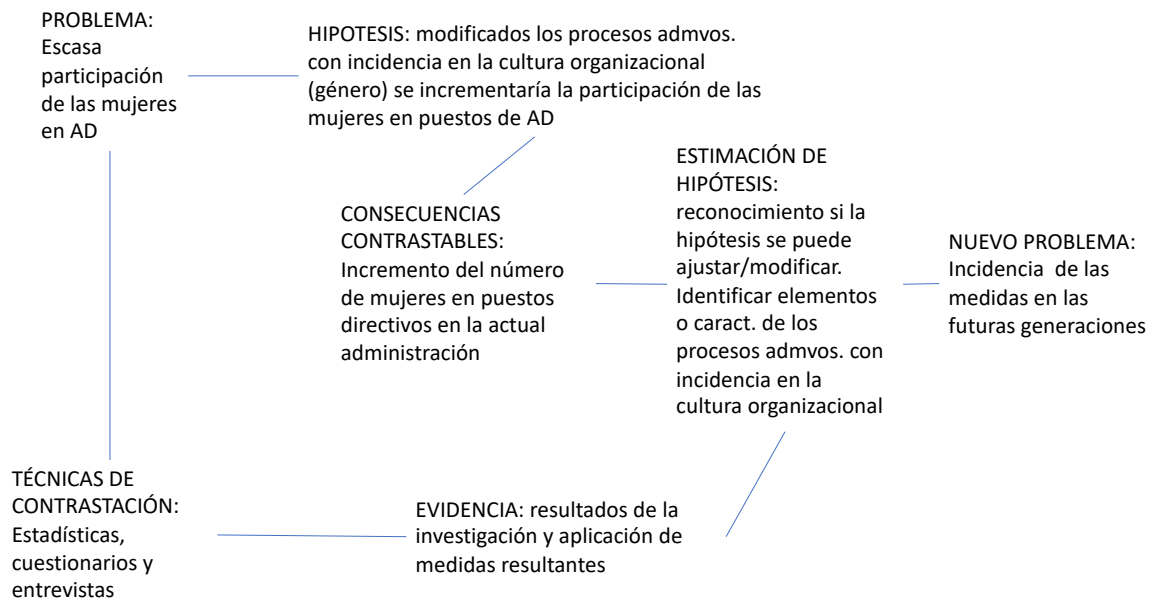 PROBLEMA:
Escasa
participación
de las mujeres
en AD
HIPOTESIS: modificados los procesos admvos.
con incidencia en la cultura organizacional
(género) se incrementaría la participación de las
mujeres en puestos de AD
CONSECUENCIAS
CONTRASTABLES:
Incremento del número
de mujeres en puestos
directivos en la actual
administración
ESTIMACIÓN DE
HIPÓTESIS:
reconocimiento si la
hipótesis se puede
ajustar/modificar.
Identificar elementos
o caract. de los
procesos admvos. con
incidencia en la
cultura organizacional
NUEVO PROBLEMA:
Incidencia de las
medidas en las
futuras generaciones
TÉCNICAS DE
CONTRASTACIÓN:
Estadísticas,
cuestionarios y
entrevistas
EVIDENCIA: resultados de la
investigación y aplicación de
medidas resultantes